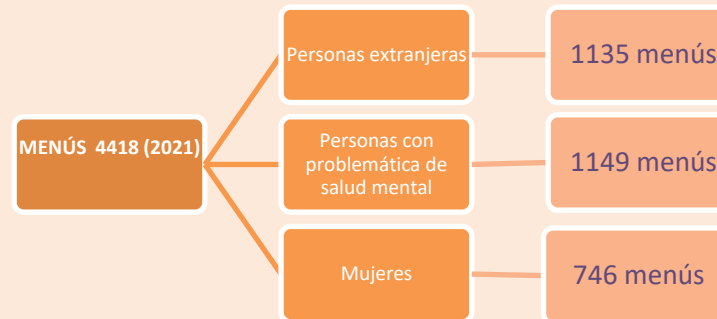 Personas extranjeras
1135 menús
MENÚS 4418 (2021)
Personas con
problemática de
salud mental
1149 menús
Mujeres
746 menús